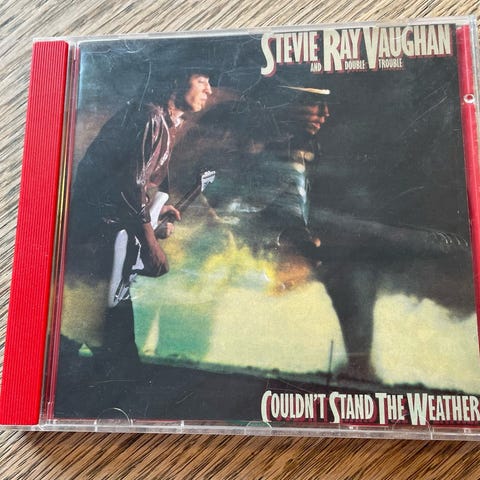 STEVIE RAY VAUGHAN
AND DOUBLE TROUBLE
COULDN'T STAND THE WEATHER